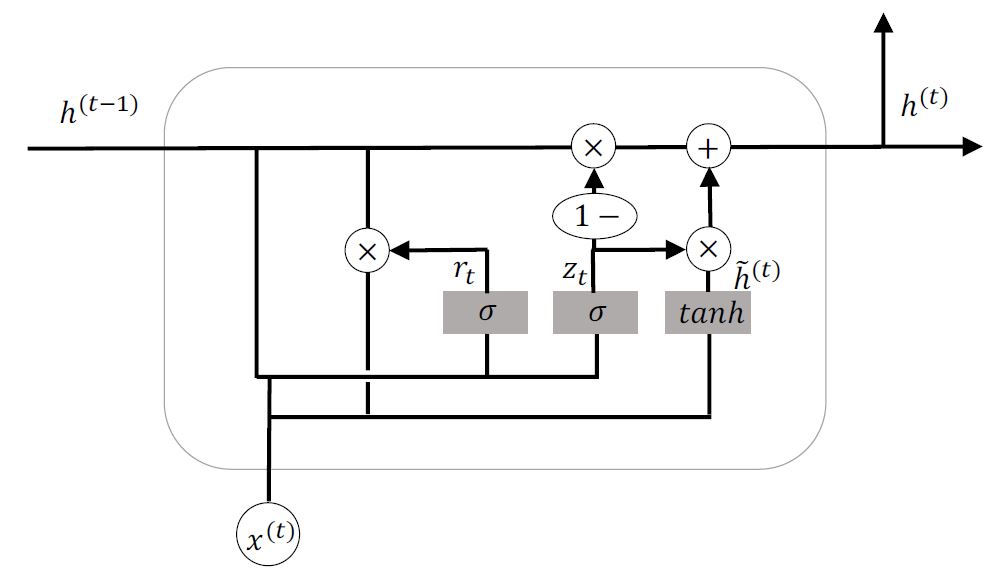 h^(t−1)
h^(t)
× +
1 −
× ×
r_t z_t h̃^(t)
σ σ tanh
x^(t)